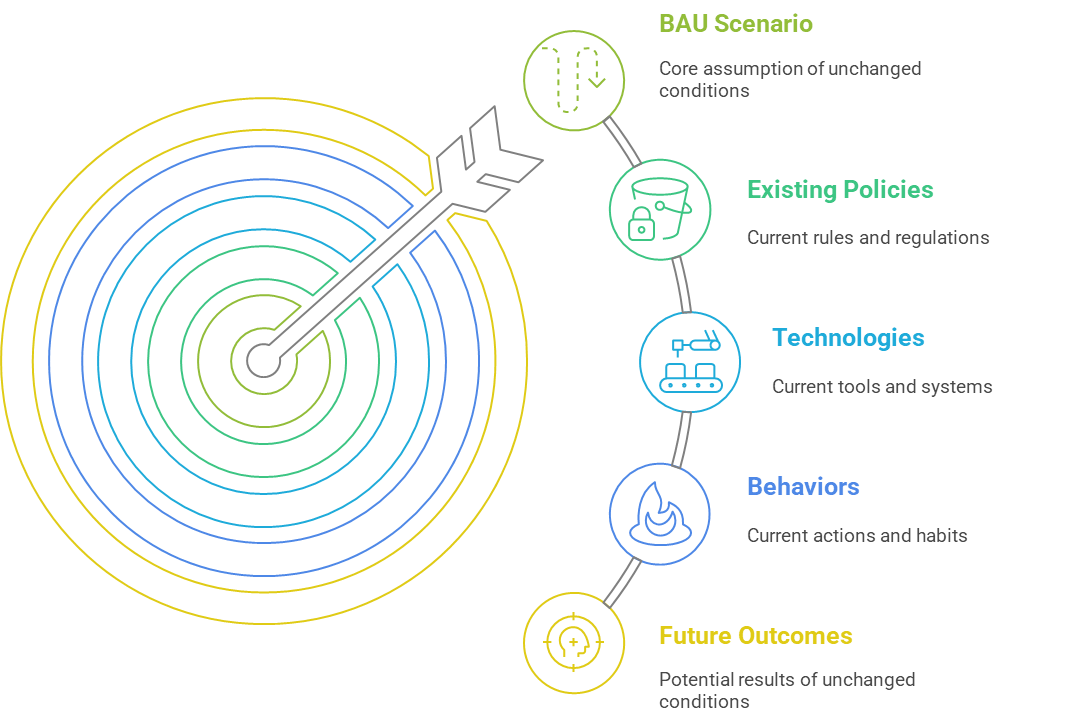 BAU Scenario
Core assumption of unchanged
conditions
Existing Policies
Current rules and regulations
Technologies
Current tools and systems
Behaviors
Current actions and habits
Future Outcomes
Potential results of unchanged
conditions